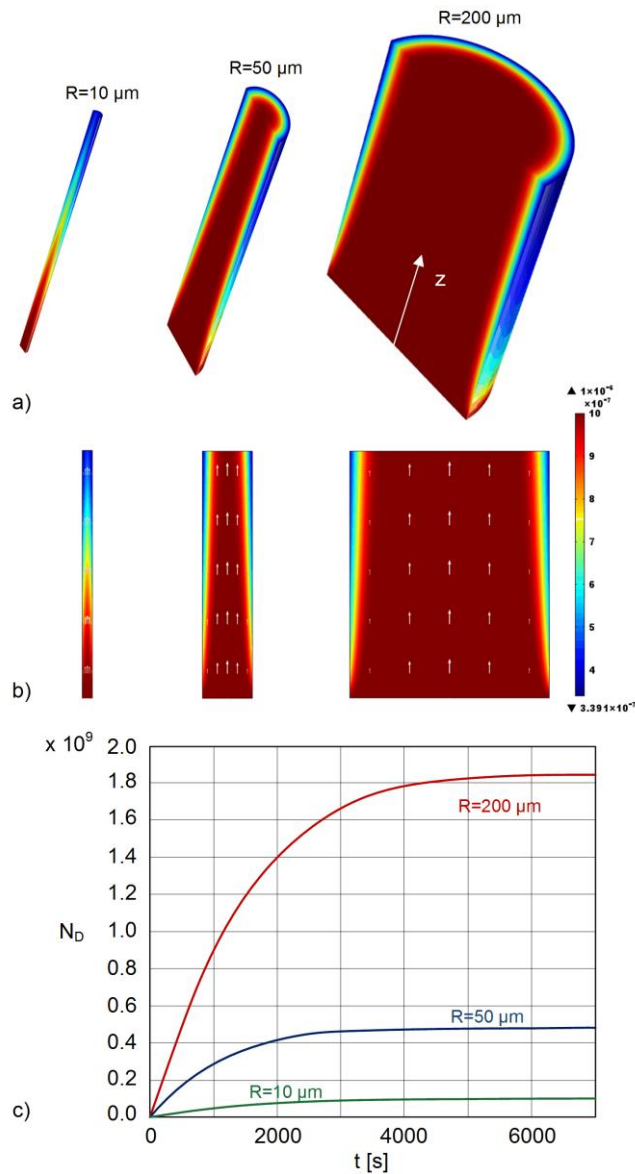 R=200 µm
R=50 µm
R=10 µm
z
a)
▲ 1×10⁻⁶
×10⁻⁷
10
9
8
7
6
5
4
▼ 3.391×10⁻⁷
b)
x 10⁹
2.0
1.8
1.6
1.4
1.2
1.0
0.8
0.6
0.4
0.2
0.0
N_D
R=200 µm
R=50 µm
R=10 µm
c)
0 2000 4000 6000
t [s]